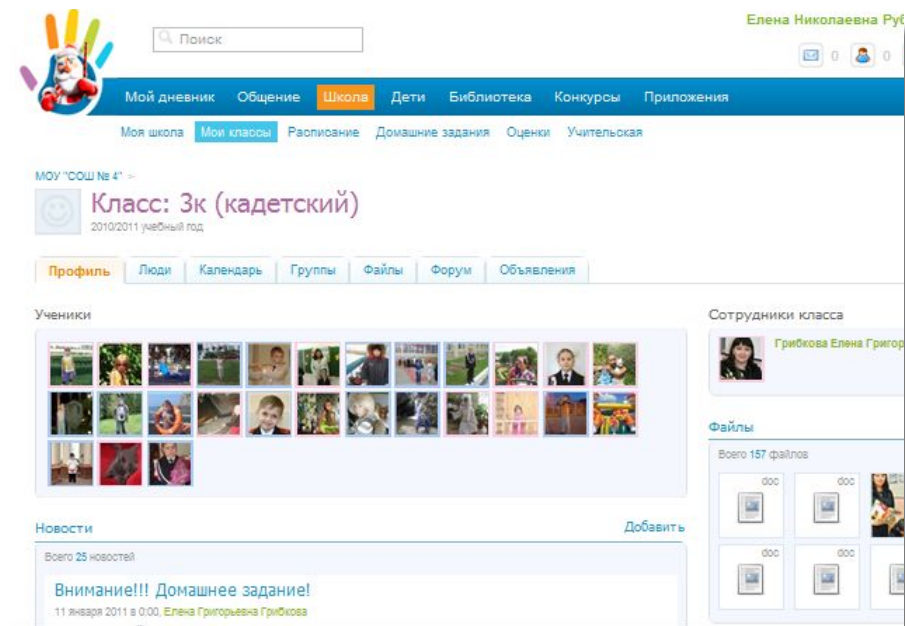 Поиск
Елена Николаевна Руб
0 0
Мой дневник Общение Школа Дети Библиотека Конкурсы Приложения
Моя школа Мои классы Расписание Домашние задания Оценки Учительская
МОУ "СОШ № 4" >
Класс: 3к (кадетский)
2010/2011 учебный год
Профиль Люди Календарь Группы Файлы Форум Объявления
Ученики
Сотрудники класса
Грибкова Елена Григор
Файлы
Всего 157 файлов
doc doc
doc doc
Новости Добавить
Всего 25 новостей
Внимание!!! Домашнее задание!
11 января 2011 в 0:00, Елена Григорьевна Грибкова